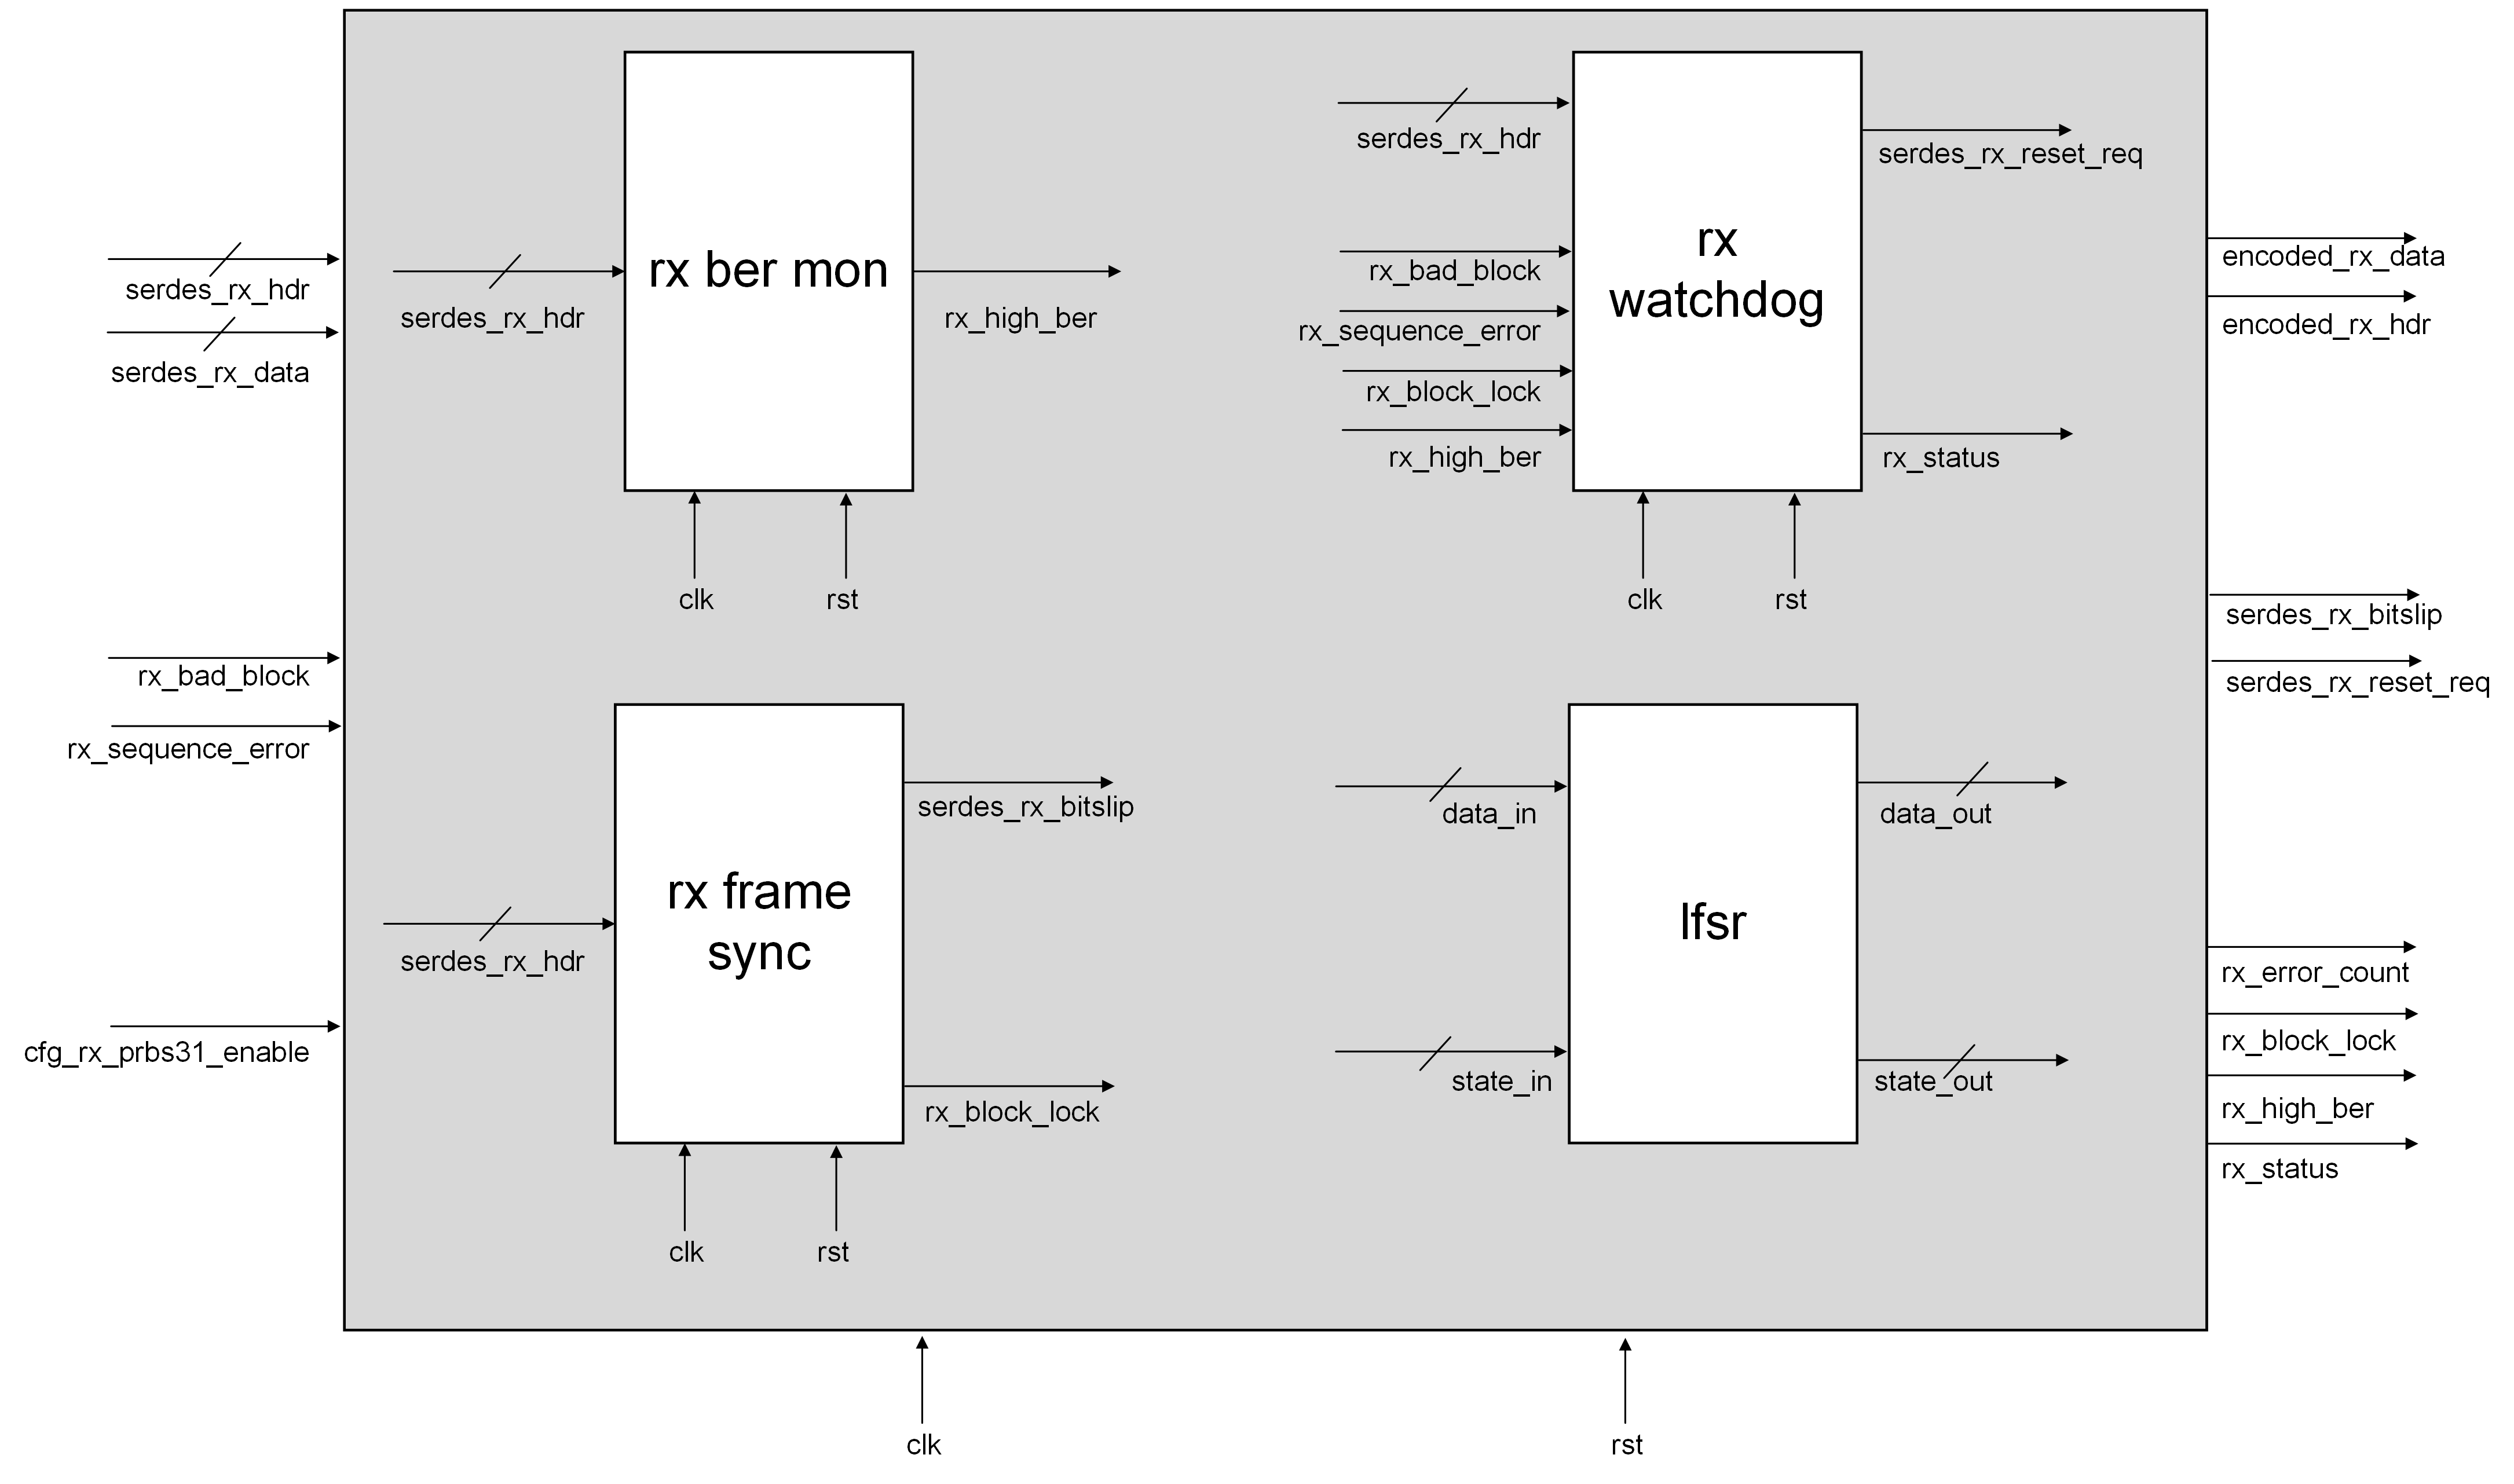 serdes_rx_hdr
serdes_rx_data
rx_bad_block
rx_sequence_error
cfg_rx_prbs31_enable
rx ber mon
serdes_rx_hdr
rx_high_ber
clk
rst
rx
watchdog
serdes_rx_hdr
rx_bad_block
rx_sequence_error
rx_block_lock
rx_high_ber
serdes_rx_reset_req
rx_status
clk
rst
rx frame
sync
serdes_rx_hdr
serdes_rx_bitslip
rx_block_lock
clk
rst
lfsr
data_in
state_in
data_out
state_out
encoded_rx_data
encoded_rx_hdr
serdes_rx_bitslip
serdes_rx_reset_req
rx_error_count
rx_block_lock
rx_high_ber
rx_status
clk
rst